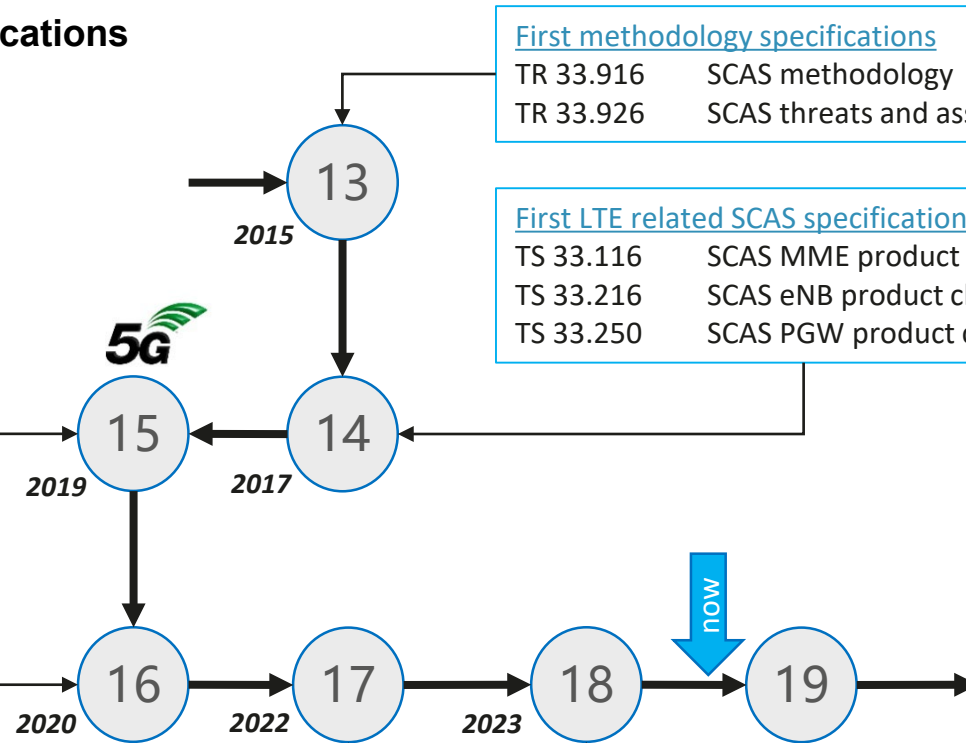 cations
First methodology specifications
TR 33.916 SCAS methodology
TR 33.926 SCAS threats and as
13
2015
First LTE related SCAS specification
TS 33.116 SCAS MME product
TS 33.216 SCAS eNB product c
TS 33.250 SCAS PGW product
5G
15
14
2019
2017
now
16
17
18
19
2020
2022
2023